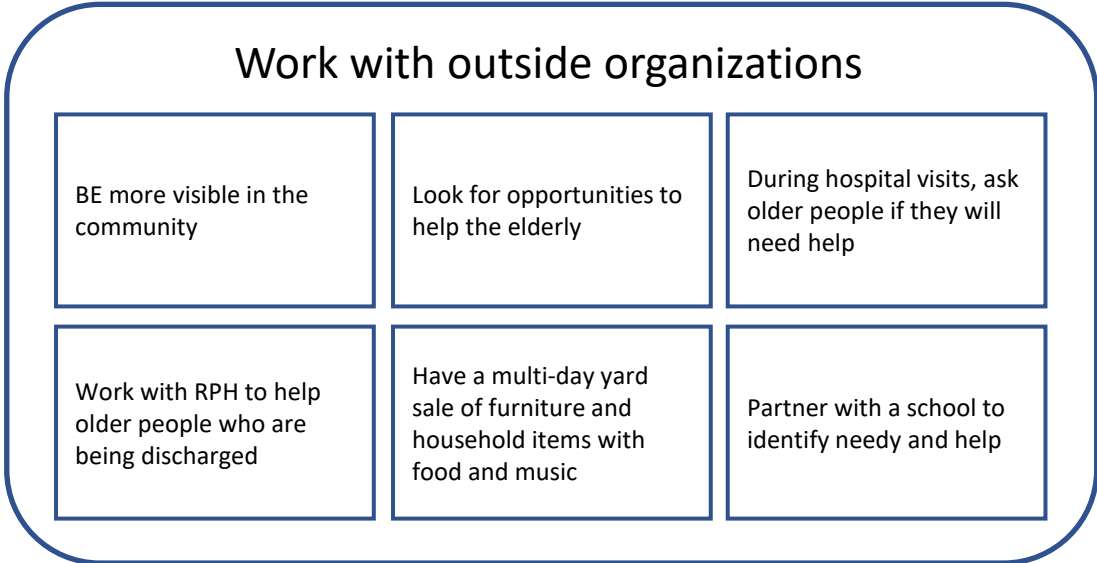 Work with outside organizations
BE more visible in the
community
Look for opportunities to
help the elderly
During hospital visits, ask
older people if they will
need help
Work with RPH to help
older people who are
being discharged
Have a multi-day yard
sale of furniture and
household items with
food and music
Partner with a school to
identify needy and help